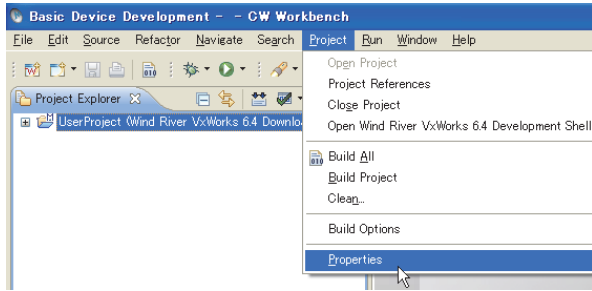 Basic Device Development - - CW Workbench
File Edit Source Refactor Navigate Search Project Run Window Help
Open Project
Project References
Project Explorer
Close Project
UserProject (Wind River VxWorks 6.4 Downlo
Open Wind River VxWorks 6.4 Development Shell
010 Build All
Build Project
Clean...
Build Options
Properties